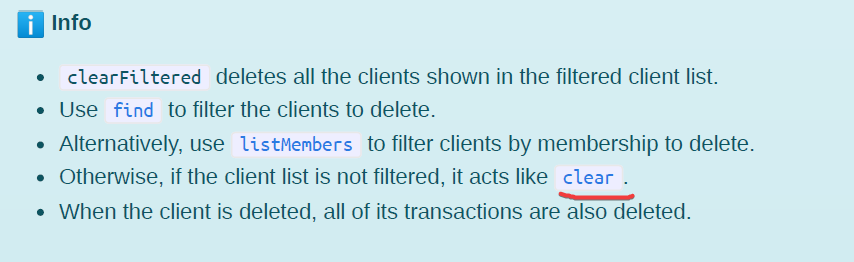 i Info
clearFiltered deletes all the clients shown in the filtered client list.
Use find to filter the clients to delete.
Alternatively, use listMembers to filter clients by membership to delete.
Otherwise, if the client list is not filtered, it acts like clear.
When the client is deleted, all of its transactions are also deleted.